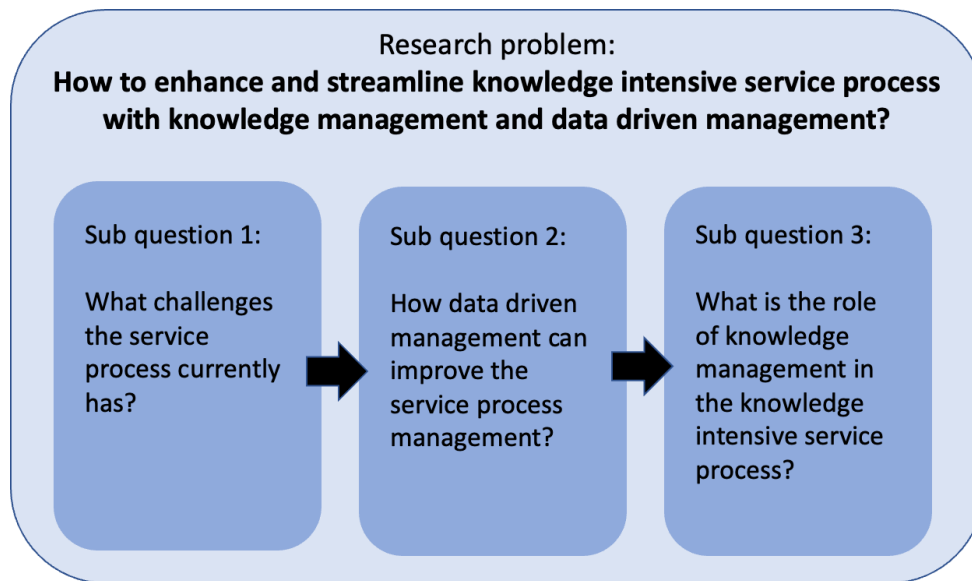 Research problem:
How to enhance and streamline knowledge intensive service process
with knowledge management and data driven management?
Sub question 1:
What challenges
the service
process currently
has?
Sub question 2:
How data driven
management can
improve the
service process
management?
Sub question 3:
What is the role
of knowledge
management in
the knowledge
intensive service
process?